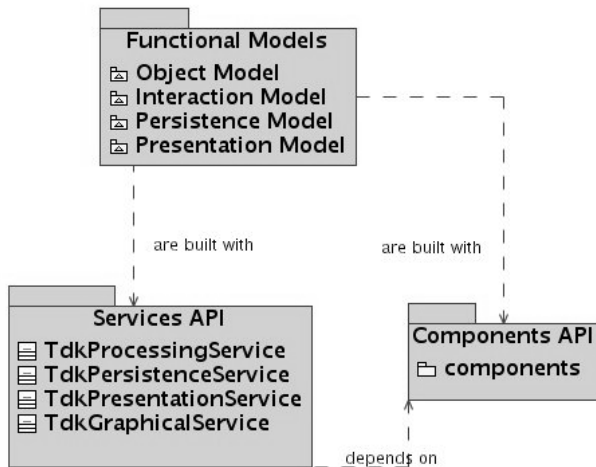 Functional Models
Object Model
Interaction Model
Persistence Model
Presentation Model
are built with
are built with
Services API
TdkProcessingService
TdkPersistenceService
TdkPresentationService
TdkGraphicalService
Components API
components
depends on